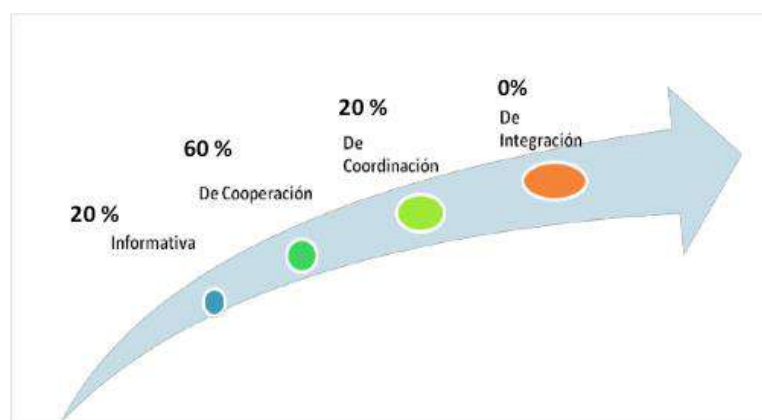 20 %
Informativa
60 %
De Cooperación
20 %
De
Coordinación
0%
De
Integración